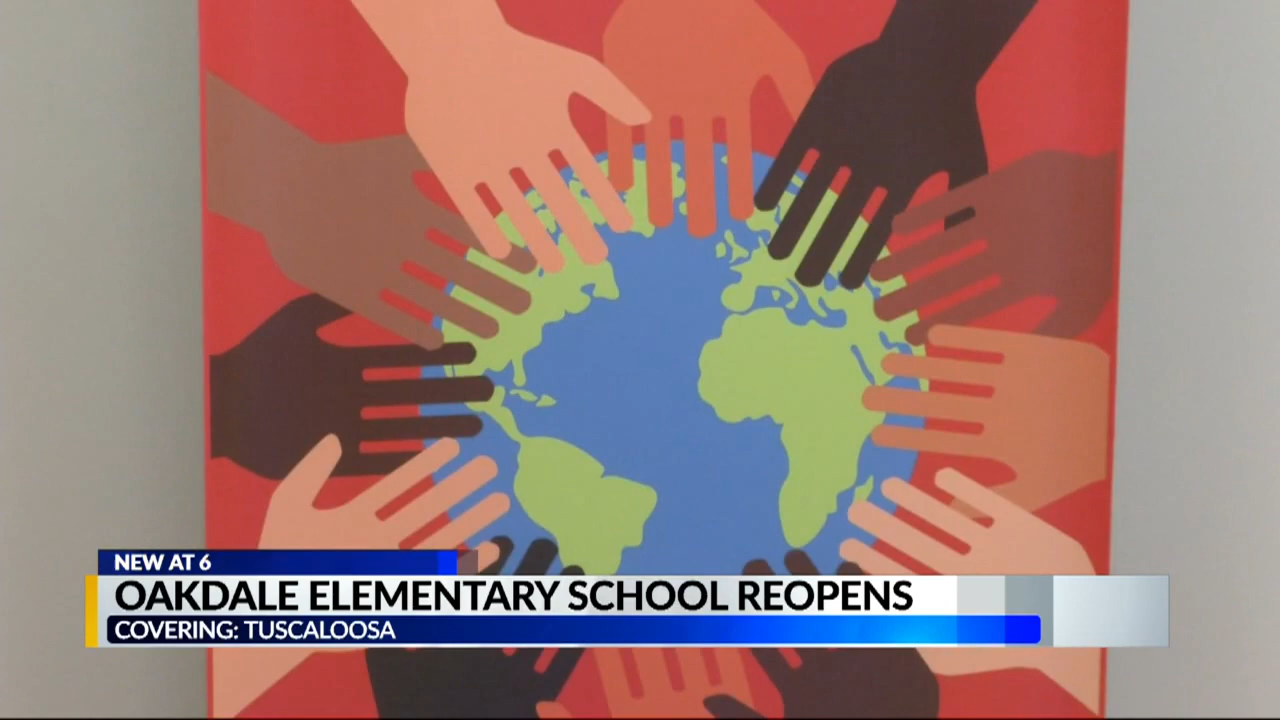 NEW AT 6
OAKDALE ELEMENTARY SCHOOL REOPENS
COVERING: TUSCALOOSA